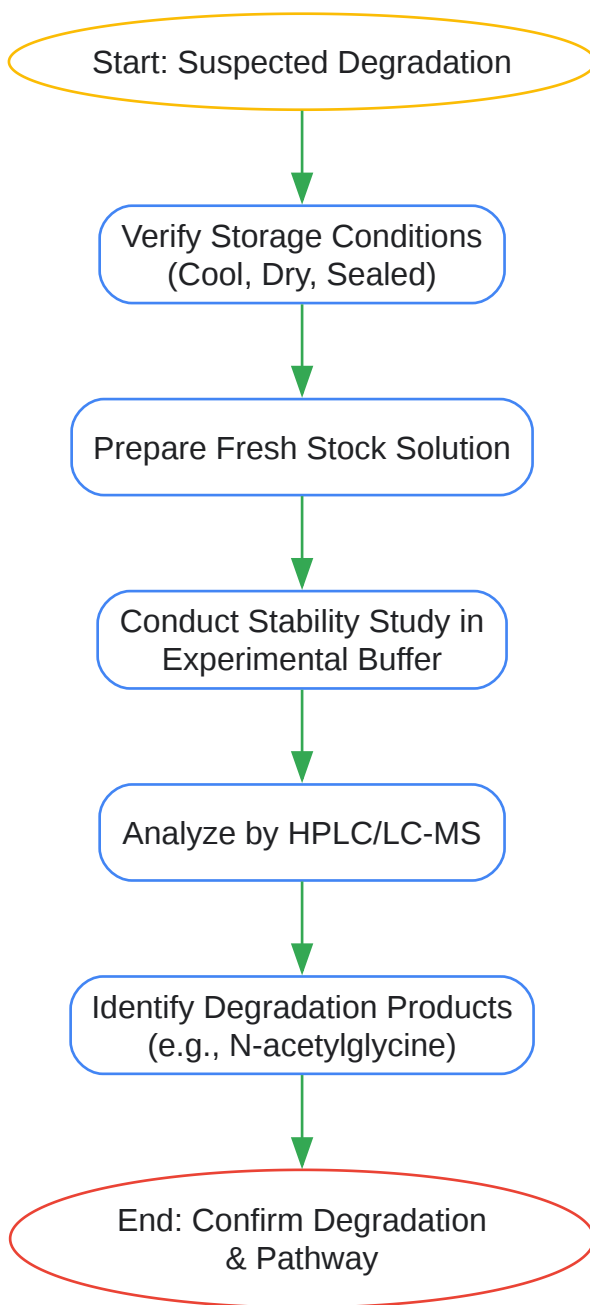 Start: Suspected Degradation
Verify Storage Conditions
(Cool, Dry, Sealed)
Prepare Fresh Stock Solution
Conduct Stability Study in
Experimental Buffer
Analyze by HPLC/LC-MS
Identify Degradation Products
(e.g., N-acetylglycine)
End: Confirm Degradation
& Pathway